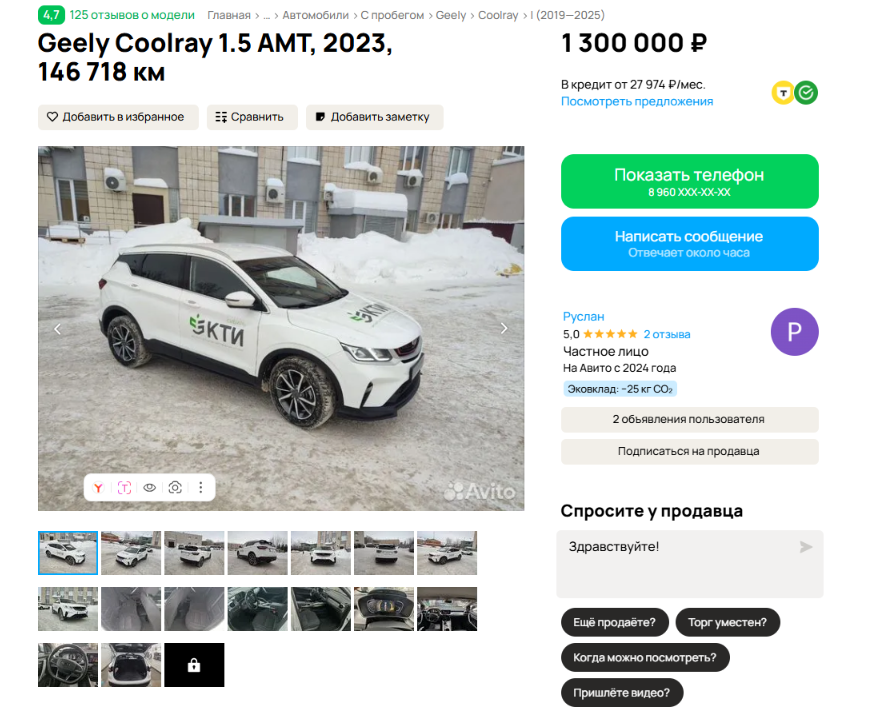 4,7 125 отзывов о модели Главная › ... › Автомобили › С пробегом › Geely › Coolray › I (2019—2025)
Geely Coolray 1.5 AMT, 2023,
146 718 км
1 300 000 ₽
В кредит от 27 974 ₽/мес.
Посмотреть предложения
Добавить в избранное
Сравнить
Добавить заметку
ЭКТИ
ЭКТИ
Avito
Показать телефон
8 960 XXX-XX-XX
Написать сообщение
Отвечает около часа
Руслан
5,0 ★★★★★ 2 отзыва
Частное лицо
На Авито с 2024 года
Эковклад: −25 кг CO₂
Р
2 объявления пользователя
Подписаться на продавца
Спросите у продавца
Здравствуйте!
Ещё продаёте?
Торг уместен?
Когда можно посмотреть?
Пришлёте видео?